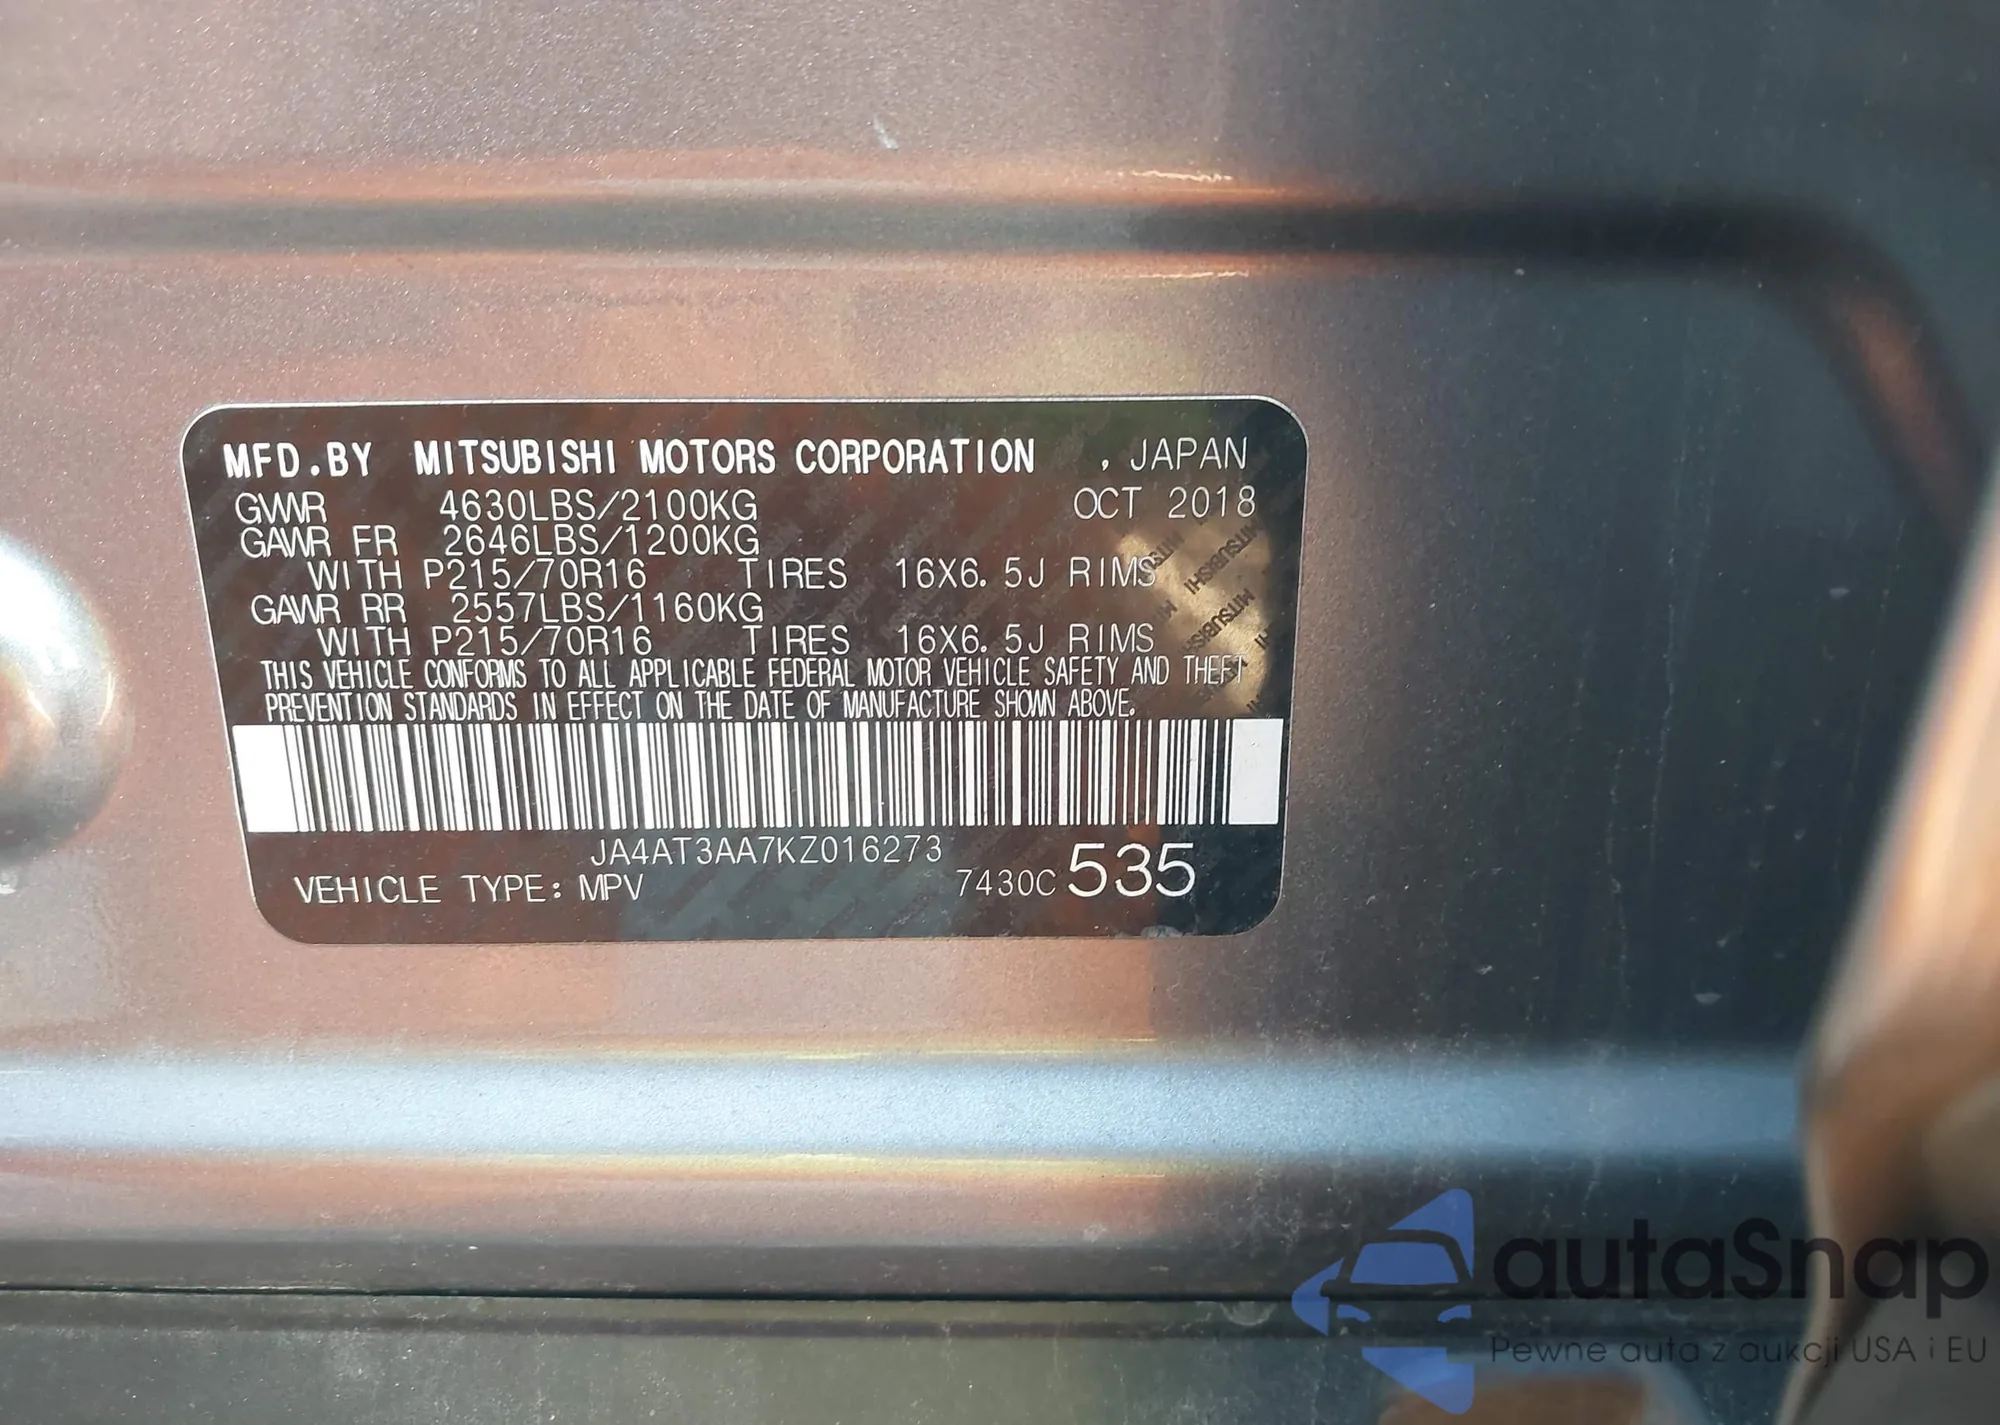 MFD.BY MITSUBISHI MOTORS CORPORATION , JAPAN
GVWR 4630LBS/2100KG OCT 2018
GAWR FR 2646LBS/1200KG
WITH P215/70R16 TIRES 16X6.5J RIMS
GAWR RR 2557LBS/1160KG
WITH P215/70R16 TIRES 16X6.5J RIMS
THIS VEHICLE CONFORMS TO ALL APPLICABLE FEDERAL MOTOR VEHICLE SAFETY AND THEFT
PREVENTION STANDARDS IN EFFECT ON THE DATE OF MANUFACTURE SHOWN ABOVE.
JA4AT3AA7KZ016273
VEHICLE TYPE: MPV 7430C 535
autaSnap
Pewne auta z aukcji USA i EU